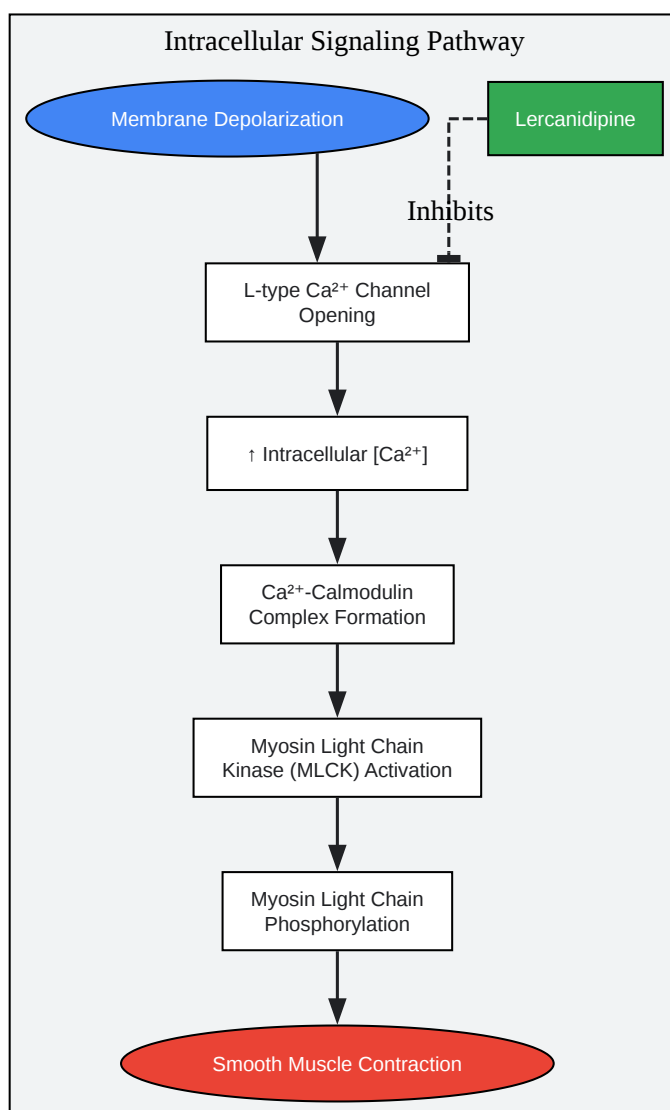 Intracellular Signaling Pathway
Membrane Depolarization
Lercanidipine
Inhibits
L-type Ca²⁺ Channel
Opening
↑ Intracellular [Ca²⁺]
Ca²⁺-Calmodulin
Complex Formation
Myosin Light Chain
Kinase (MLCK) Activation
Myosin Light Chain
Phosphorylation
Smooth Muscle Contraction